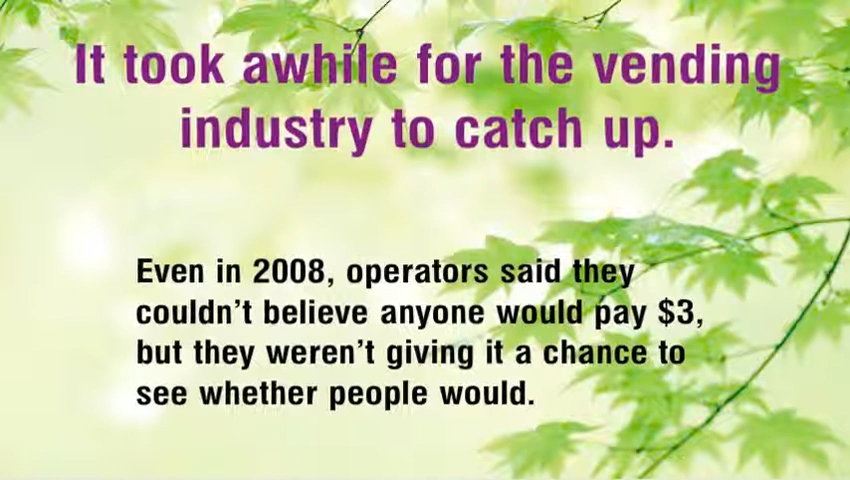 It took awhile for the vending
industry to catch up.
Even in 2008, operators said they
couldn’t believe anyone would pay $3,
but they weren’t giving it a chance to
see whether people would.